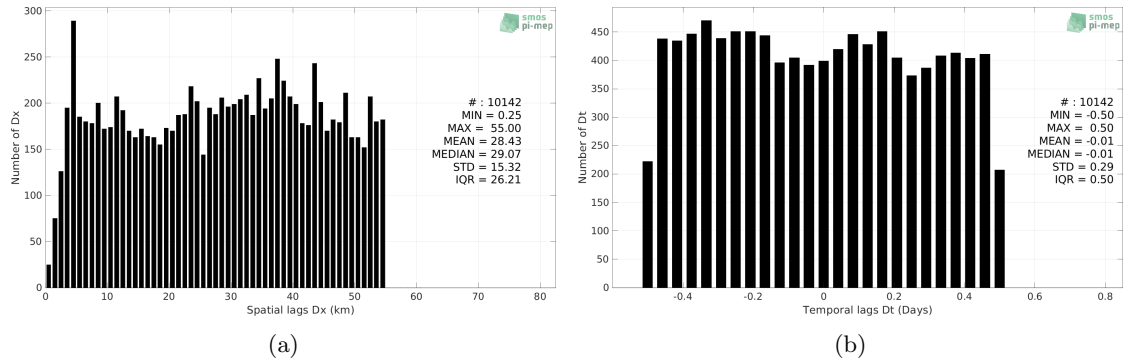 300
250
200
150
100
50
0
Number of Dx
0 10 20 30 40 50 60 70 80
Spatial lags Dx (km)
smos
pi-mep
# : 10142
MIN = 0.25
MAX = 55.00
MEAN = 28.43
MEDIAN = 29.07
STD = 15.32
IQR = 26.21
(a)
450
400
350
300
250
200
150
100
50
0
Number of Dt
-0.4 -0.2 0 0.2 0.4 0.6 0.8
Temporal lags Dt (Days)
smos
pi-mep
# : 10142
MIN = -0.50
MAX = 0.50
MEAN = -0.01
MEDIAN = -0.01
STD = 0.29
IQR = 0.50
(b)